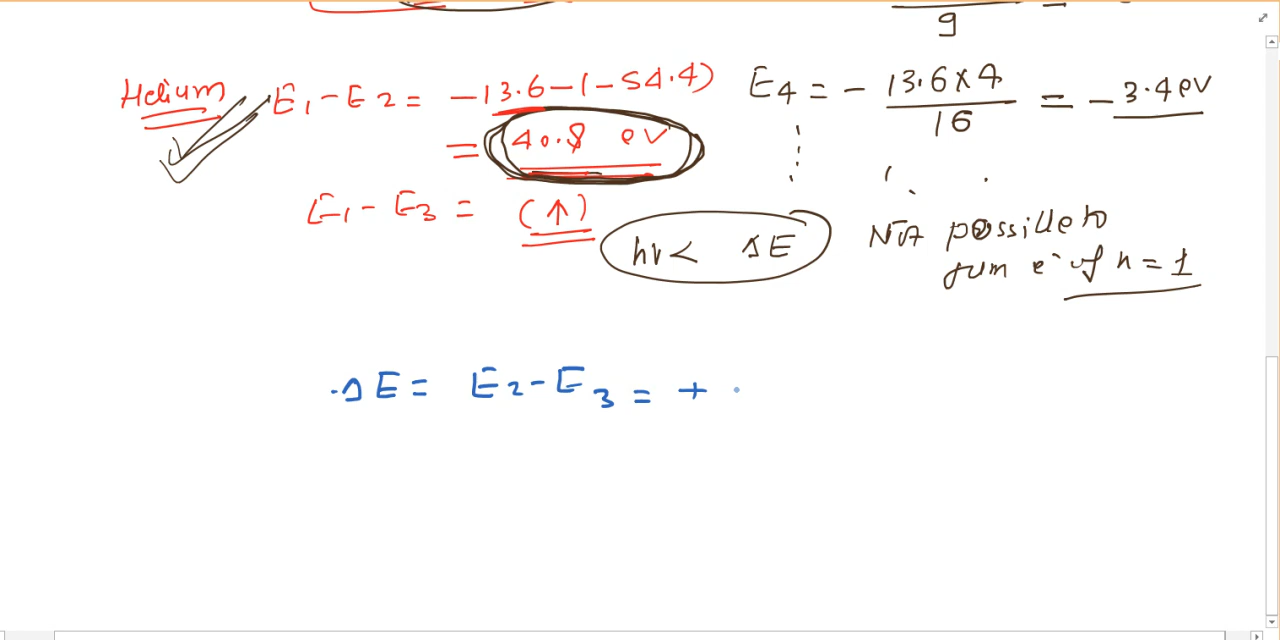 9 =
Helium E1 - E2 = -13.6 - (-54.4)
= 40.8 eV
E1 - E3 = (↑)
E4 = - 13.6 x 4 / 16 = -3.4 eV
hν < ΔE
Not possible to
jum e- of n = 1
ΔE = E2 - E3 = +